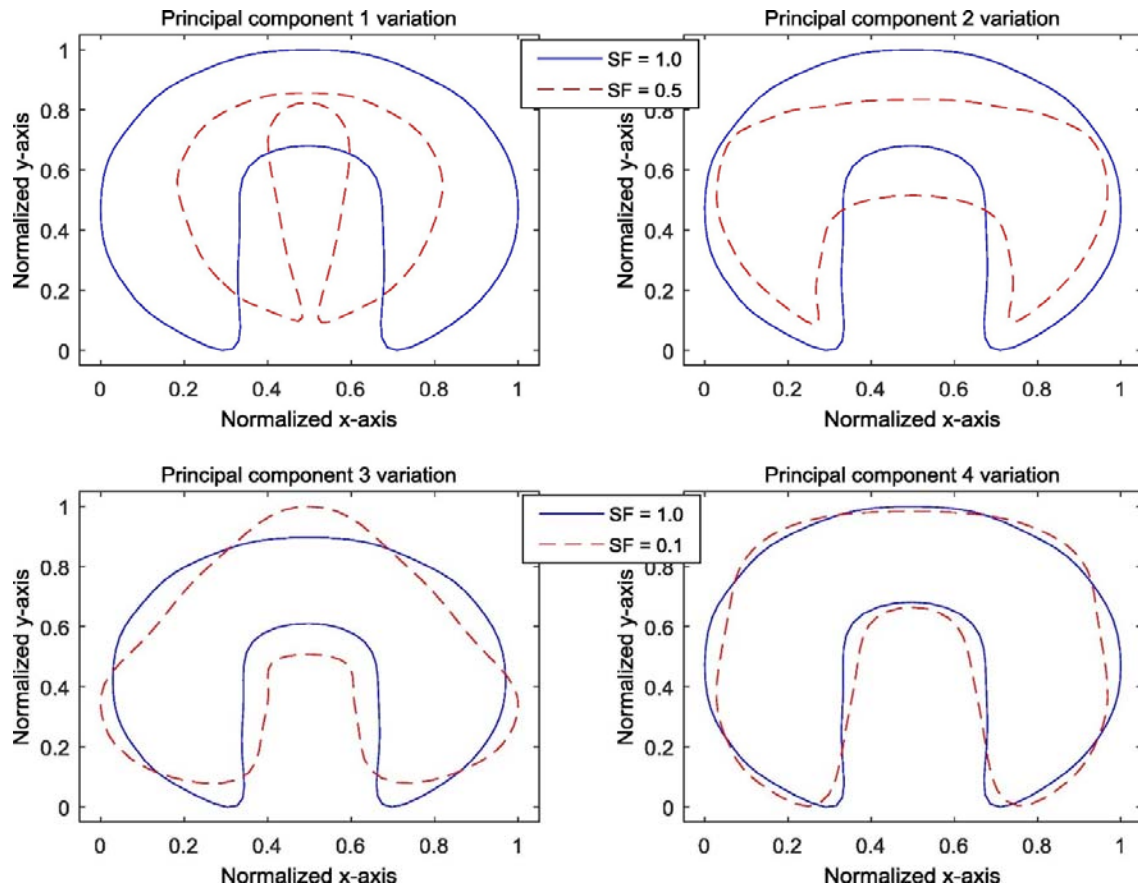 Principal component 1 variation
Principal component 2 variation
SF = 1.0
SF = 0.5
Normalized y-axis
1
0.8
0.6
0.4
0.2
0
0 0.2 0.4 0.6 0.8 1
Normalized x-axis
Normalized y-axis
1
0.8
0.6
0.4
0.2
0
0 0.2 0.4 0.6 0.8 1
Normalized x-axis
Principal component 3 variation
Principal component 4 variation
SF = 1.0
SF = 0.1
Normalized y-axis
1
0.8
0.6
0.4
0.2
0
0 0.2 0.4 0.6 0.8 1
Normalized x-axis
Normalized y-axis
1
0.8
0.6
0.4
0.2
0
0 0.2 0.4 0.6 0.8 1
Normalized x-axis